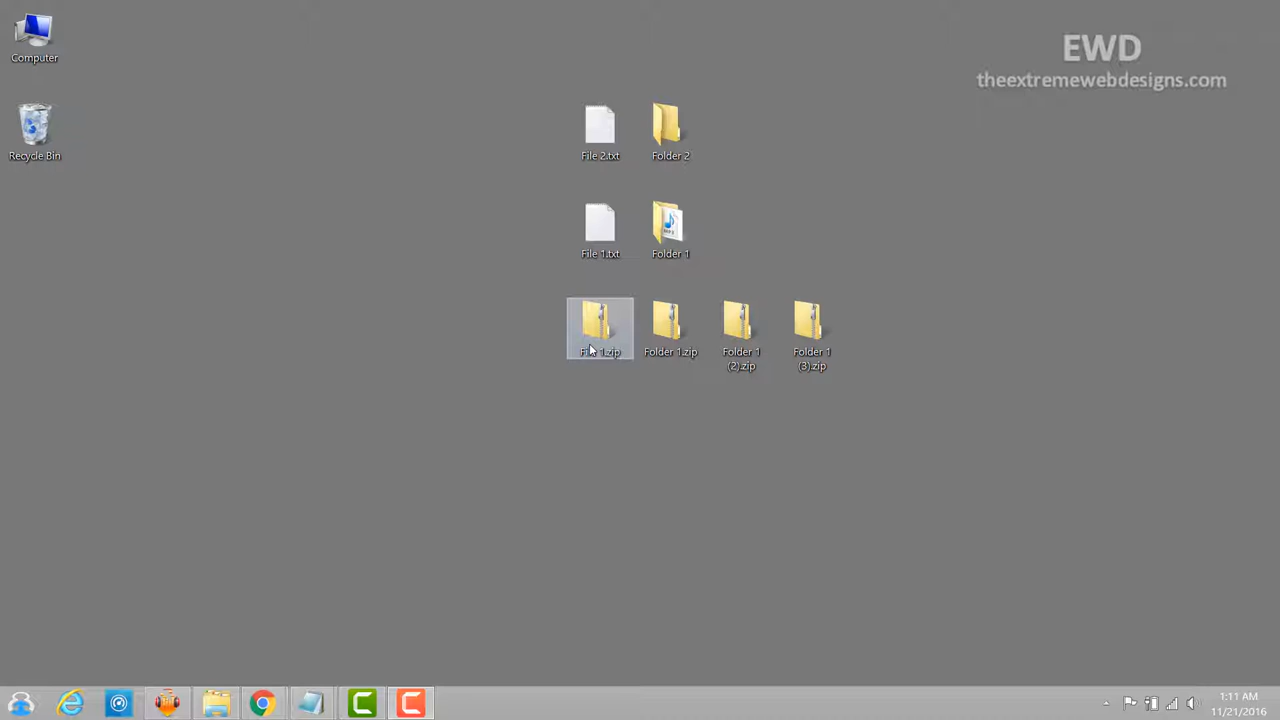 Computer
Recycle Bin
EWD
theextremewebdesigns.com
File 2.txt
Folder 2
File 1.txt
Folder 1
File 1.zip
Folder 1.zip
Folder 1
(2).zip
Folder 1
(3).zip
1:11 AM
11/21/2016